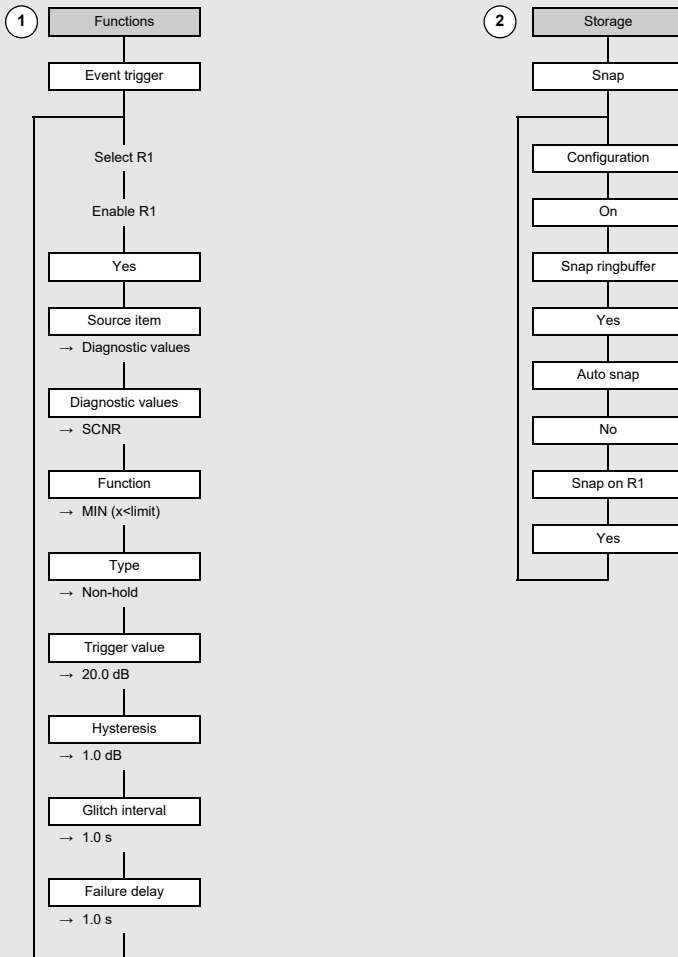 1
Functions
Event trigger
Select R1
Enable R1
Yes
Source item
→ Diagnostic values
Diagnostic values
→ SCNR
Function
→ MIN (x<limit)
Type
→ Non-hold
Trigger value
→ 20.0 dB
Hysteresis
→ 1.0 dB
Glitch interval
→ 1.0 s
Failure delay
→ 1.0 s
2
Storage
Snap
Configuration
On
Snap ringbuffer
Yes
Auto snap
No
Snap on R1
Yes